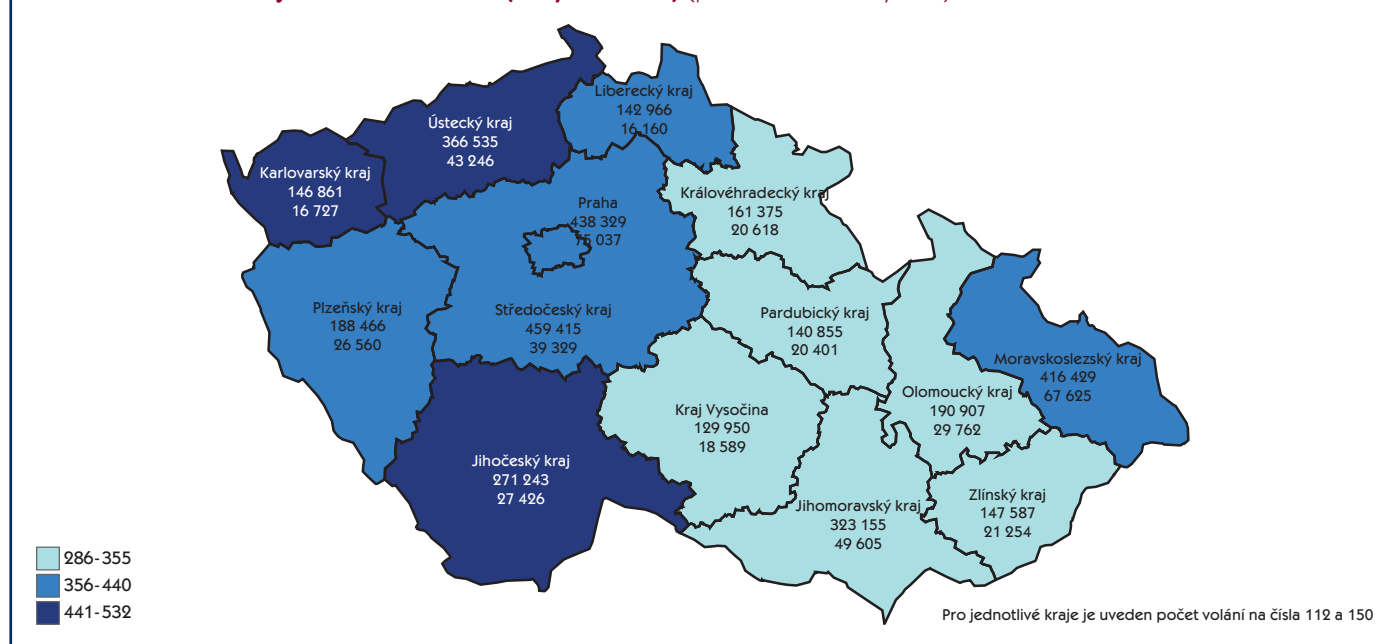 Liberecký kraj
142 966
16 160
Ústecký kraj
366 535
43 246
Karlovarský kraj
146 861
16 727
Královéhradecký kraj
161 375
20 618
Praha
438 329
75 037
Plzeňský kraj
188 466
26 560
Středočeský kraj
459 415
39 329
Pardubický kraj
140 855
20 401
Moravskoslezský kraj
416 429
67 625
Olomoucký kraj
190 907
29 762
Kraj Vysočina
129 950
18 589
Jihočeský kraj
271 243
27 426
Zlínský kraj
147 587
21 254
Jihomoravský kraj
323 155
49 605
286-355
356-440
441-532
Pro jednotlivé kraje je uveden počet volání na čísla 112 a 150